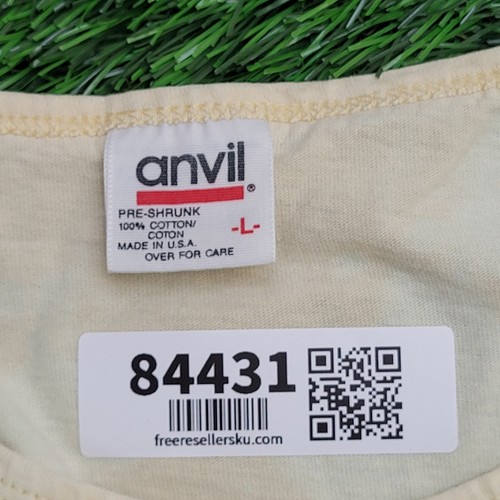 anvil®
PRE-SHRUNK
100% COTTON/
COTON
-L-
MADE IN U.S.A.
OVER FOR CARE
84431
freeresellersku.com